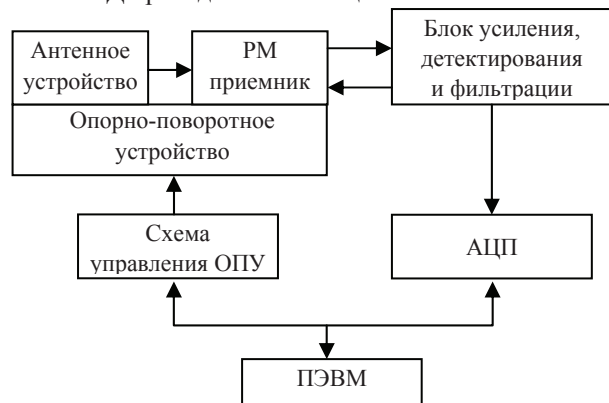 Антенное
устройство
РМ
приемник
Блок усиления,
детектирования
и фильтрации
Опорно-поворотное
устройство
Схема
управления ОПУ
АЦП
ПЭВМ